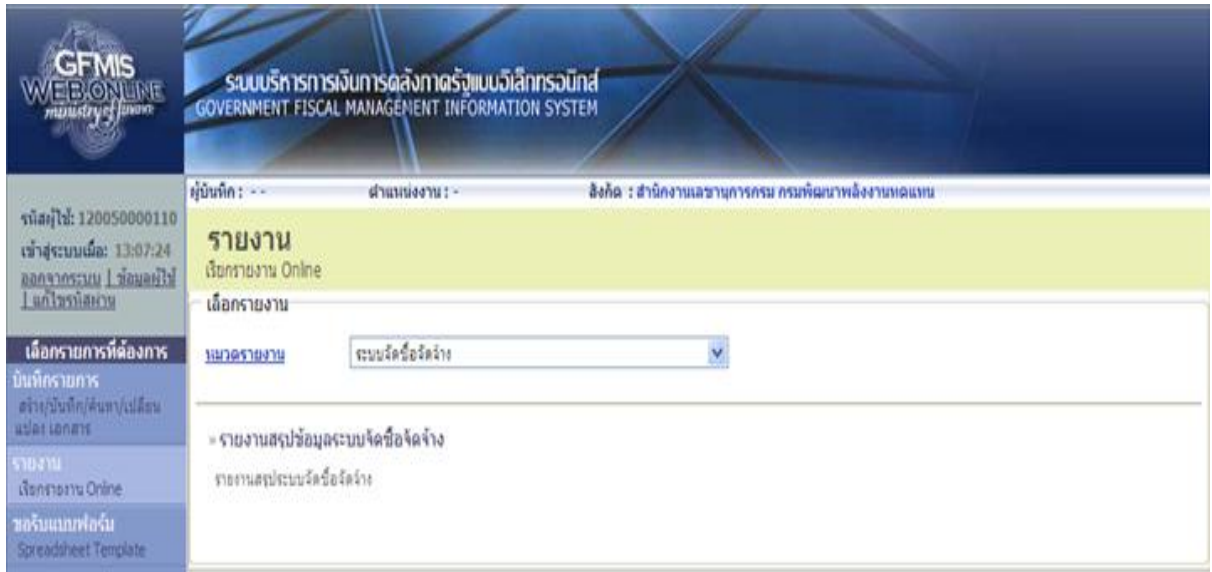 GFMIS
WEB ONLINE
ministry of finance
ระบบบริหารการเงินการคลังภาครัฐแบบอิเล็กทรอนิกส์
GOVERNMENT FISCAL MANAGEMENT INFORMATION SYSTEM
ผู้บันทึก : - - ตำแหน่งงาน : - สังกัด : สำนักงานเลขานุการกรม กรมพัฒนาพลังงานทดแทน
รหัสผู้ใช้: 120050000110
เข้าสู่ระบบเมื่อ: 13:07:24
ออกจากระบบ | ข้อมูลผู้ใช้
| แก้ไขรหัสผ่าน
เลือกรายการที่ต้องการ
บันทึกรายการ
สร้าง/บันทึก/ค้นหา/เปลี่ยน
แปลง เอกสาร
รายงาน
เรียกรายงาน Online
ขอรับแบบฟอร์ม
Spreadsheet Template
รายงาน
เรียกรายงาน Online
เลือกรายงาน
หมวดรายงาน ระบบจัดซื้อจัดจ้าง
» รายงานสรุปข้อมูลระบบจัดซื้อจัดจ้าง
รายงานสรุประบบจัดซื้อจัดจ้าง